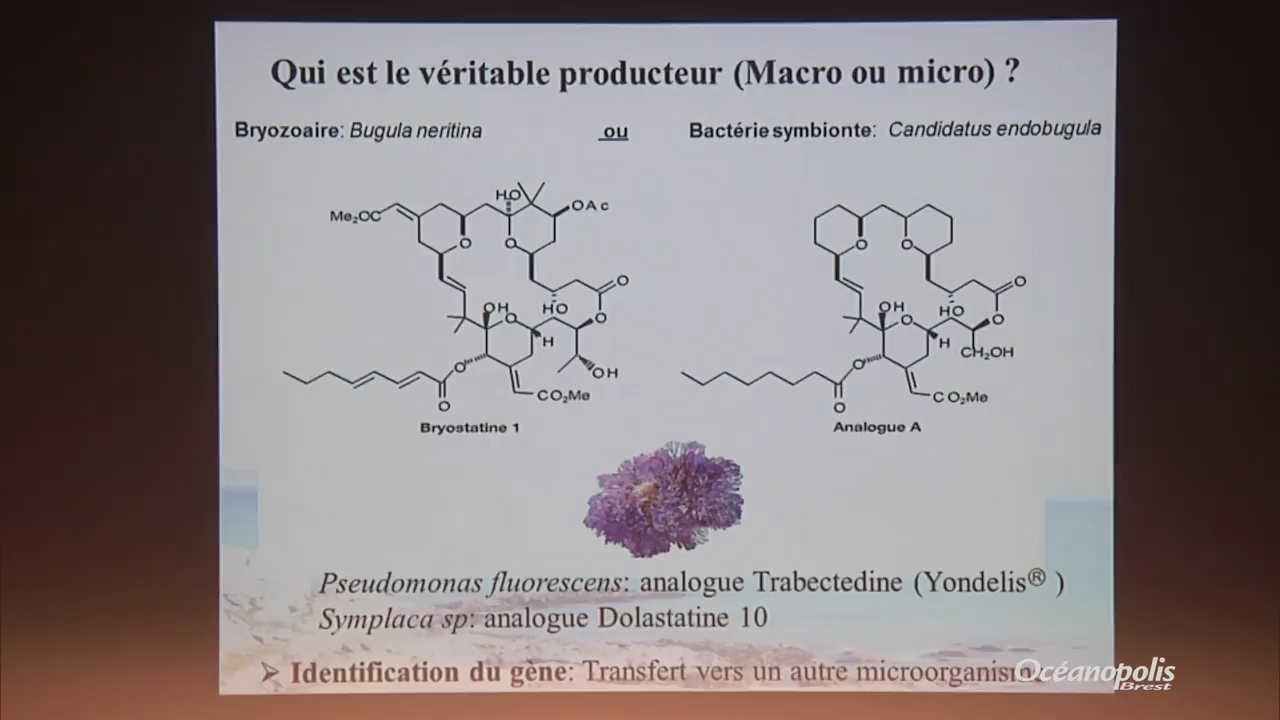 Qui est le véritable producteur (Macro ou micro) ?
Bryozoaire: Bugula neritina ou Bactérie symbionte: Candidatus endobugula
Me₂OC
HO
OAc
O
O
O
OH
O
HO
O
H
O
OH
O
CO₂Me
Bryostatine 1
O
O
O
OH
O
HO
O
H
CH₂OH
O
O
CO₂Me
Analogue A
Pseudomonas fluorescens: analogue Trabectedine (Yondelis® )
Symplaca sp: analogue Dolastatine 10
➢ Identification du gène: Transfert vers un autre microorganisme
Océanopolis
Brest